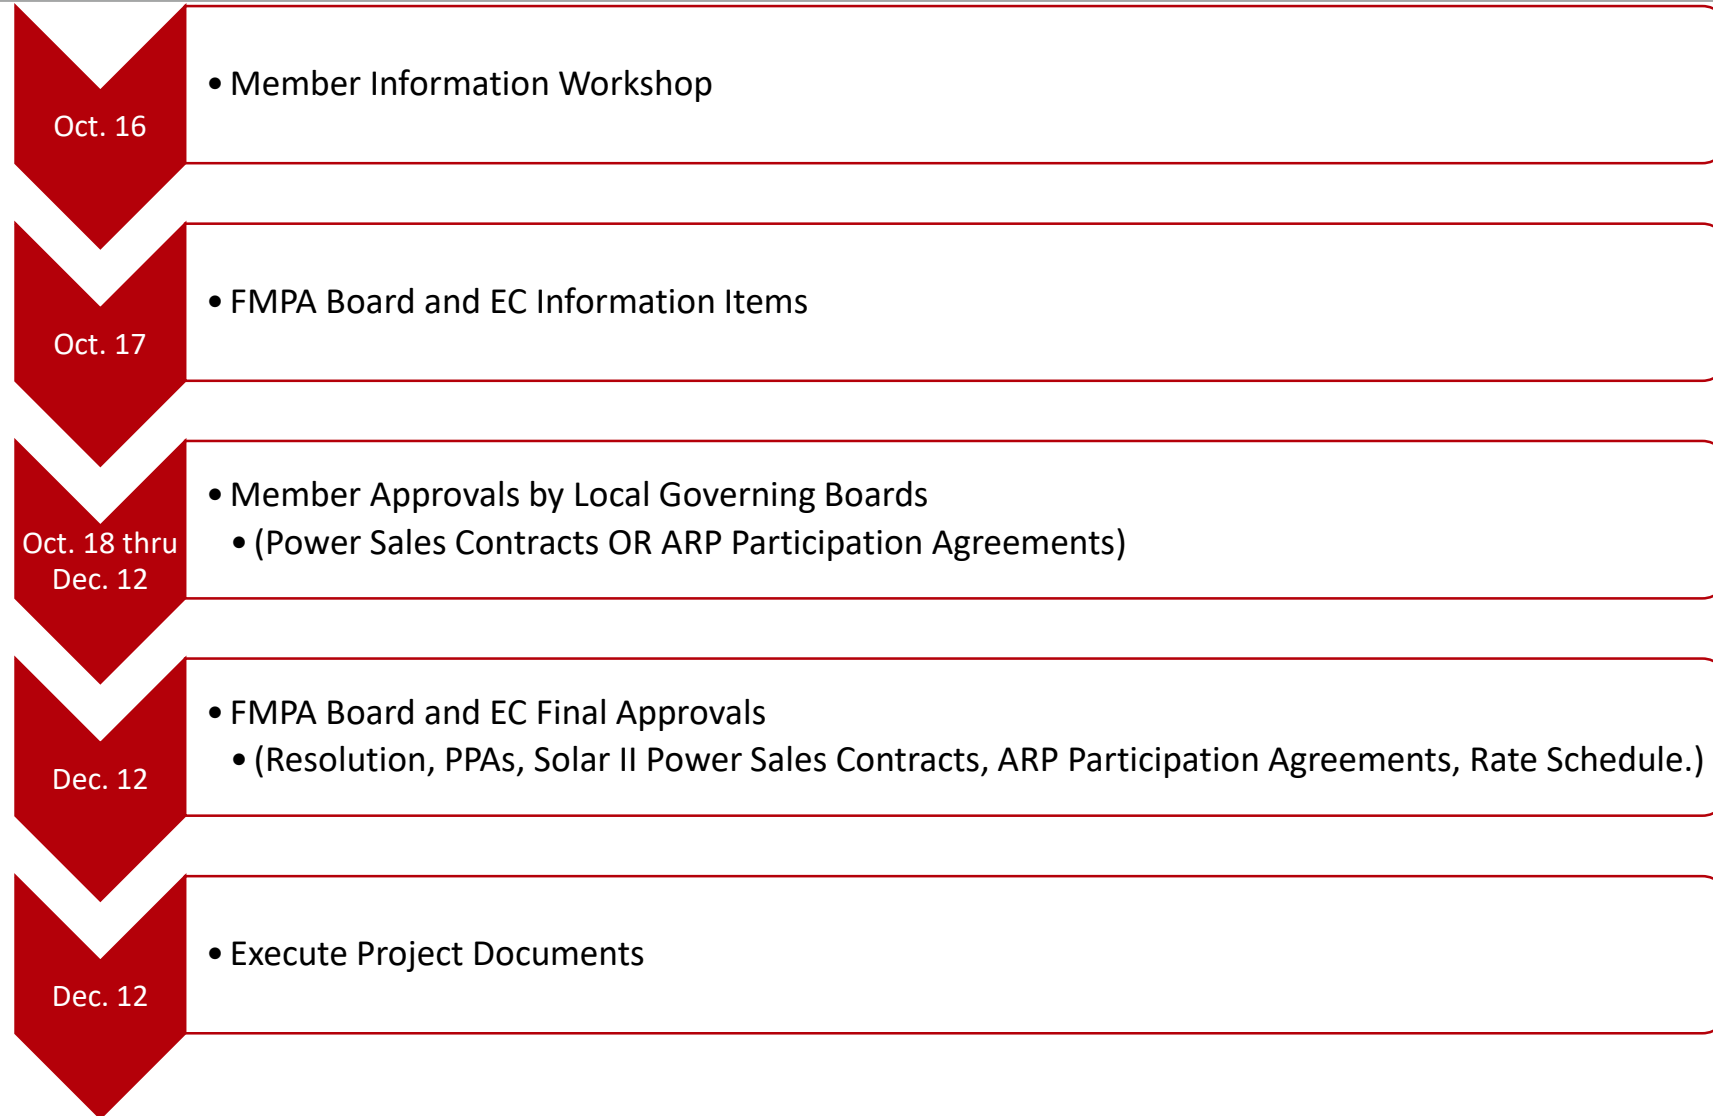 Oct. 16
• Member Information Workshop
Oct. 17
• FMPA Board and EC Information Items
Oct. 18 thru
Dec. 12
• Member Approvals by Local Governing Boards
• (Power Sales Contracts OR ARP Participation Agreements)
Dec. 12
• FMPA Board and EC Final Approvals
• (Resolution, PPAs, Solar II Power Sales Contracts, ARP Participation Agreements, Rate Schedule.)
Dec. 12
• Execute Project Documents